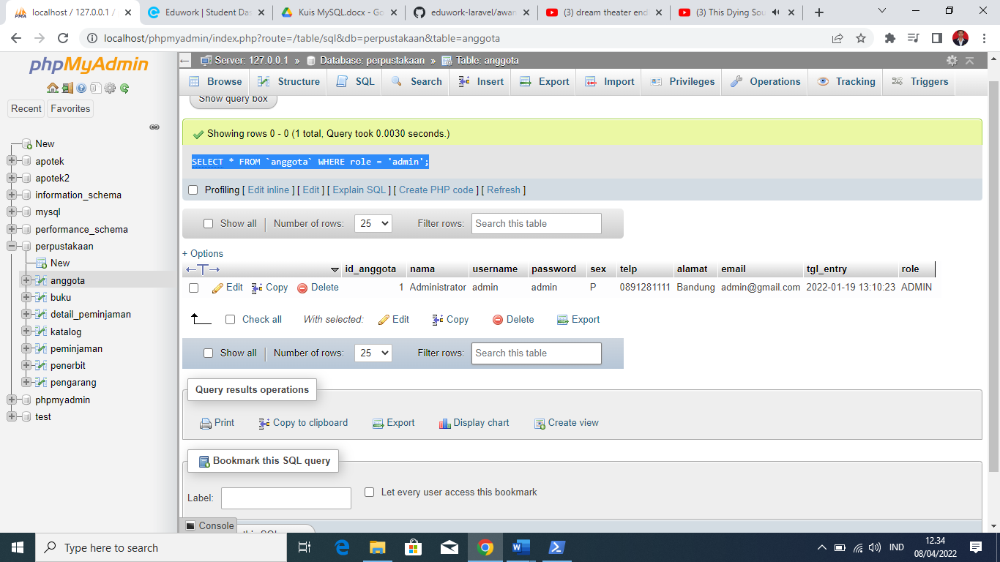 localhost / 127.0.0.1 / p
Eduwork | Student Das
Kuis MySQL.docx - Go
eduwork-laravel/awan
(3) dream theater end
(3) This Dying Sou
localhost/phpmyadmin/index.php?route=/table/sql&db=perpustakaan&table=anggota
phpMyAdmin
Recent Favorites
New
apotek
apotek2
information_schema
mysql
performance_schema
perpustakaan
New
anggota
buku
detail_peminjaman
katalog
peminjaman
penerbit
pengarang
phpmyadmin
test
Server: 127.0.0.1 » Database: perpustakaan » Table: anggota
Browse Structure SQL Search Insert Export Import Privileges Operations Tracking Triggers
Show query box
Showing rows 0 - 0 (1 total, Query took 0.0030 seconds.)
SELECT * FROM `anggota` WHERE role = 'admin';
Profiling [ Edit inline ] [ Edit ] [ Explain SQL ] [ Create PHP code ] [ Refresh ]
Show all | Number of rows: 25 Filter rows: Search this table
+ Options
←T→ id_anggota nama username password sex telp alamat email tgl_entry role
Edit Copy Delete 1 Administrator admin admin P 0891281111 Bandung admin@gmail.com 2022-01-19 13:10:23 ADMIN
Check all With selected: Edit Copy Delete Export
Show all | Number of rows: 25 Filter rows: Search this table
Query results operations
Print Copy to clipboard Export Display chart Create view
Bookmark this SQL query
Label: Let every user access this bookmark
Console
Type here to search
IND
12.34
08/04/2022